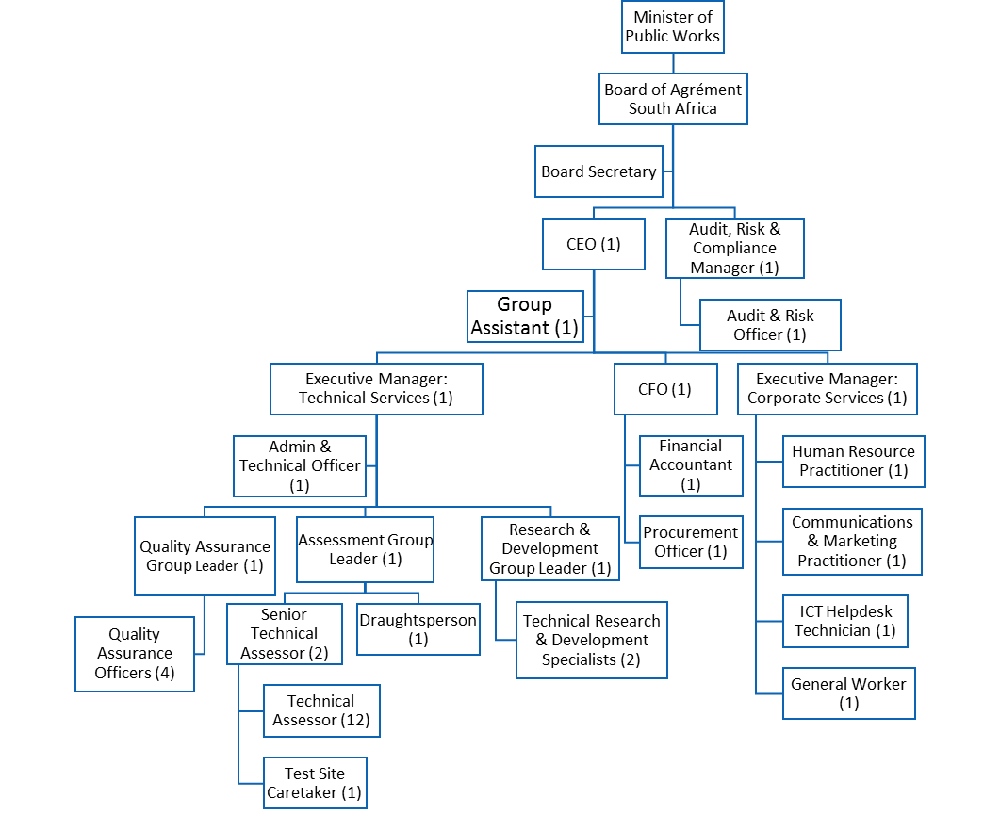 Minister of
Public Works
Board of Agrément
South Africa
Board Secretary
CEO (1)
Audit, Risk &
Compliance
Manager (1)
Group
Assistant (1)
Audit & Risk
Officer (1)
Executive Manager:
Technical Services (1)
CFO (1)
Executive Manager:
Corporate Services (1)
Admin &
Technical Officer
(1)
Financial
Accountant
(1)
Human Resource
Practitioner (1)
Quality Assurance
Group Leader (1)
Assessment Group
Leader (1)
Research &
Development
Group Leader (1)
Procurement
Officer (1)
Communications
& Marketing
Practitioner (1)
Quality
Assurance
Officers (4)
Senior
Technical
Assessor (2)
Draughtsperson
(1)
Technical Research
& Development
Specialists (2)
ICT Helpdesk
Technician (1)
Technical
Assessor (12)
General Worker
(1)
Test Site
Caretaker (1)